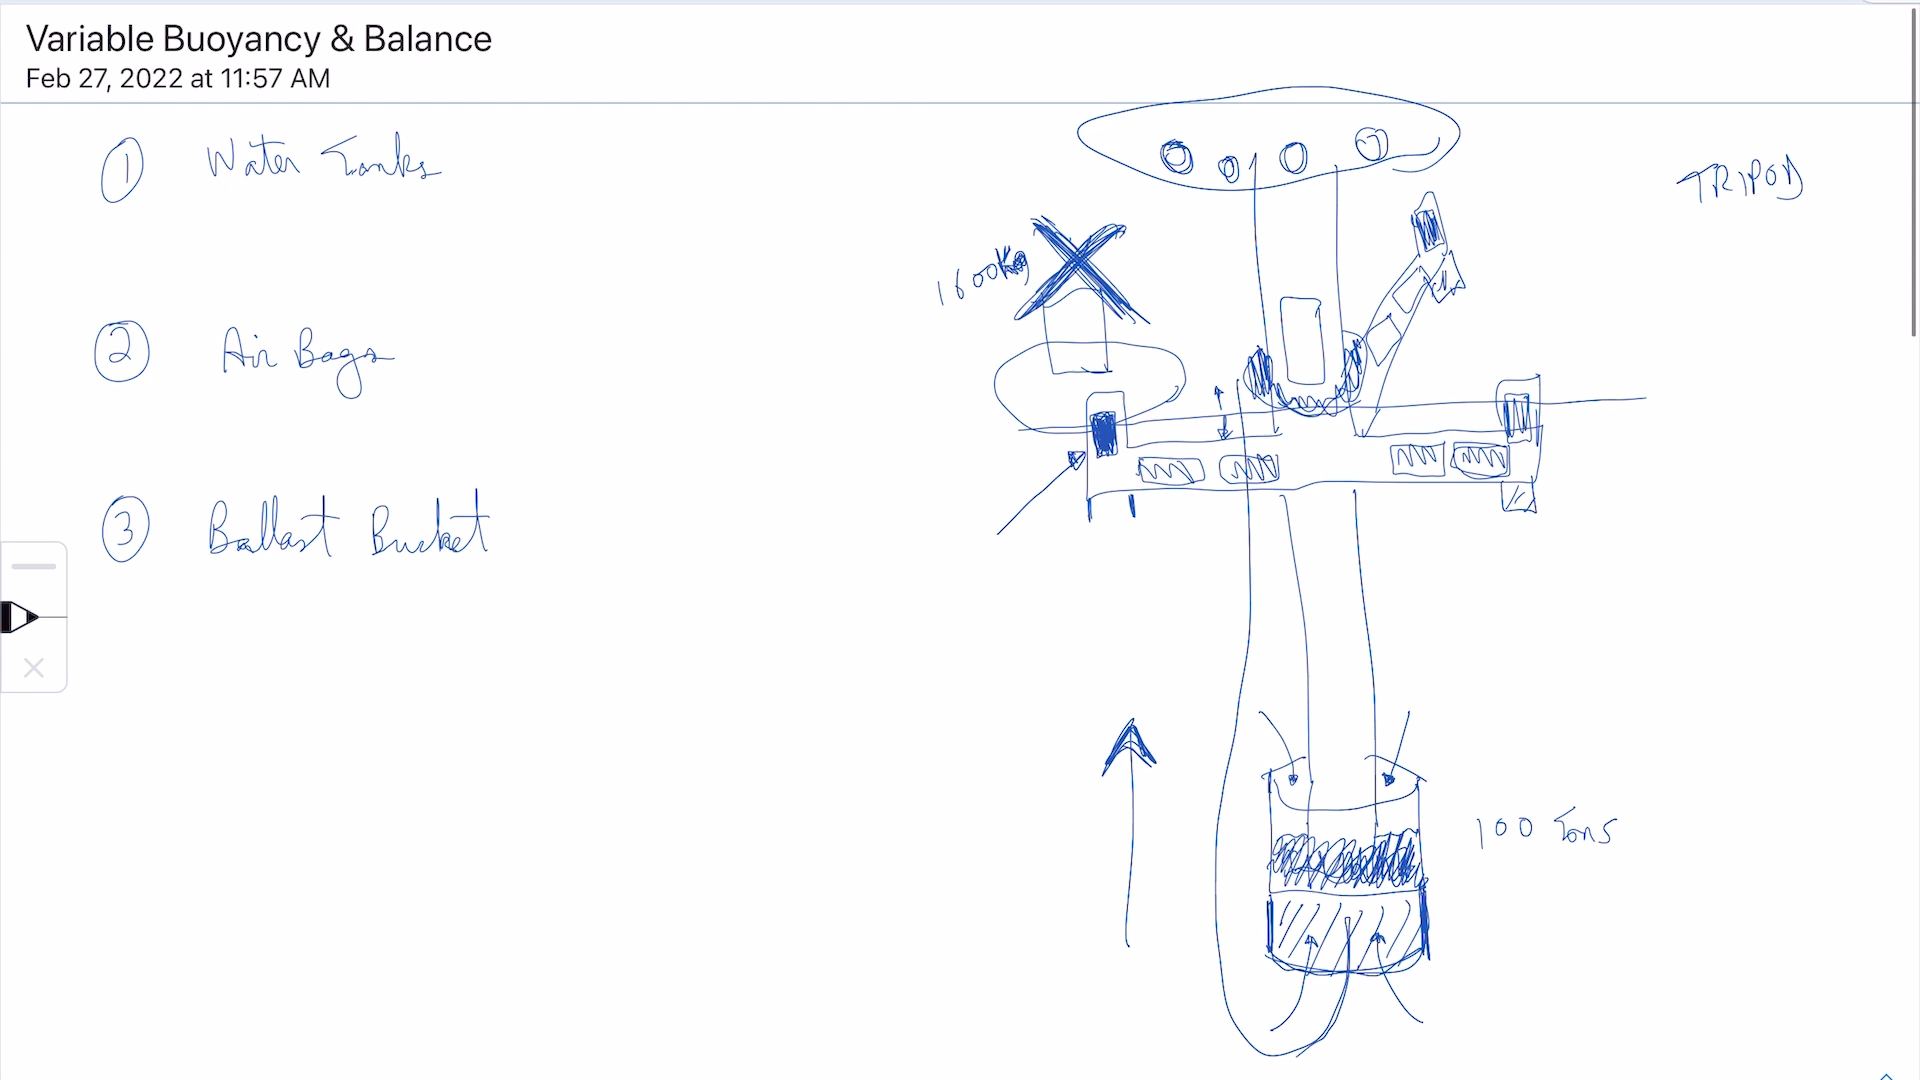 Variable Buoyancy & Balance
Feb 27, 2022 at 11:57 AM
① Water Tanks
② Air Bags
③ Ballast Bucket
TRIPOD
1600Kg
100 Tons